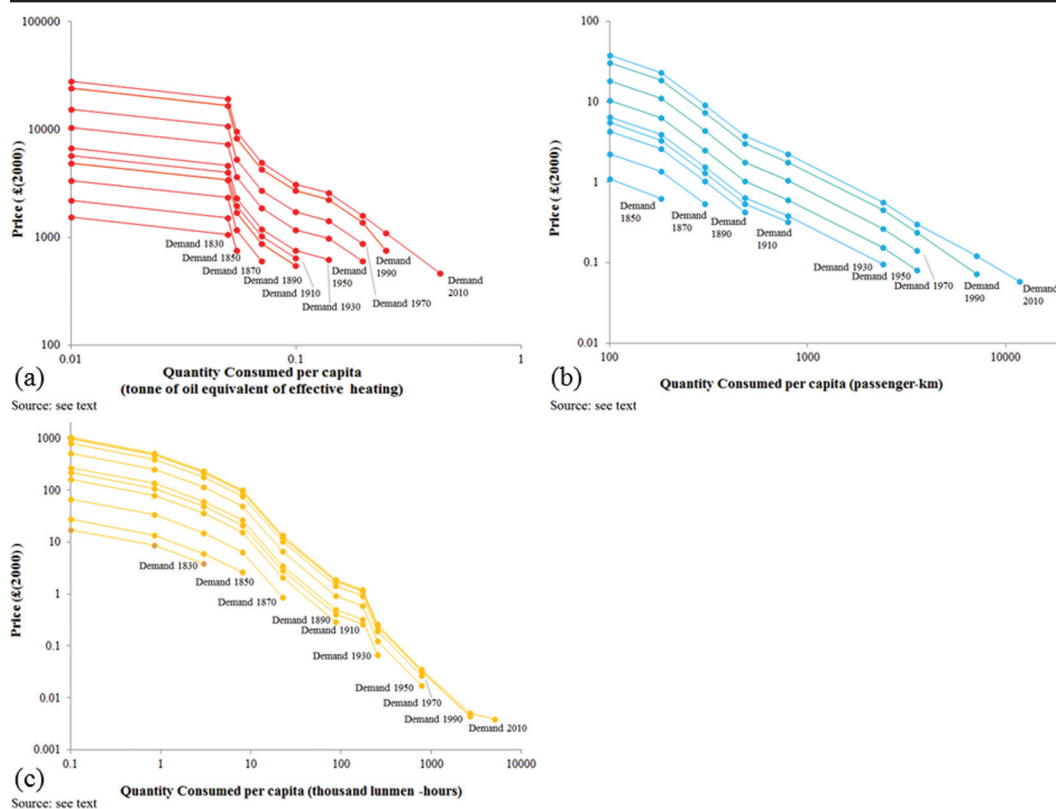 100000
10000
1000
100
Price ( £(2000))
0.01
0.1
1
Demand 1830
Demand 1850
Demand 1870
Demand 1890
Demand 1910
Demand 1930
Demand
1950
Demand 1970
Demand
1990
Demand
2010
(a)
Quantity Consumed per capita
(tonne of oil equivalent of effective heating)
Source: see text
100
10
1
0.1
0.01
Price (£(2000))
100
1000
10000
Demand
1850
Demand
1870
Demand
1890
Demand
1910
Demand 1930
Demand 1950
Demand 1970
Demand
1990
Demand
2010
(b)
Quantity Consumed per capita (passenger-km)
Source: see text
1000
100
10
1
0.1
0.01
0.001
Price (£(2000))
0.1
1
10
100
1000
10000
Demand 1830
Demand 1850
Demand 1870
Demand 1890
Demand 1910
Demand 1930
Demand 1950
Demand 1970
Demand 1990
Demand 2010
(c)
Quantity Consumed per capita (thousand lunmen -hours)
Source: see text